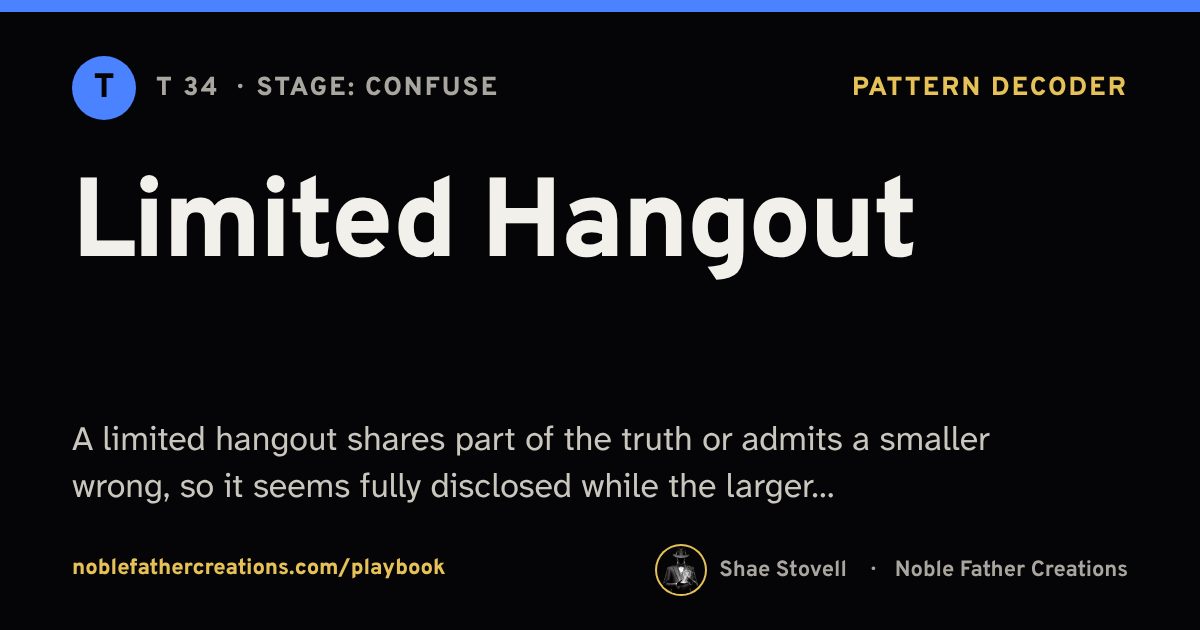 T
T 34 · STAGE: CONFUSE
PATTERN DECODER
Limited Hangout
A limited hangout shares part of the truth or admits a smaller
wrong, so it seems fully disclosed while the larger...
noblefathercreations.com/playbook
Shae Stovell · Noble Father Creations